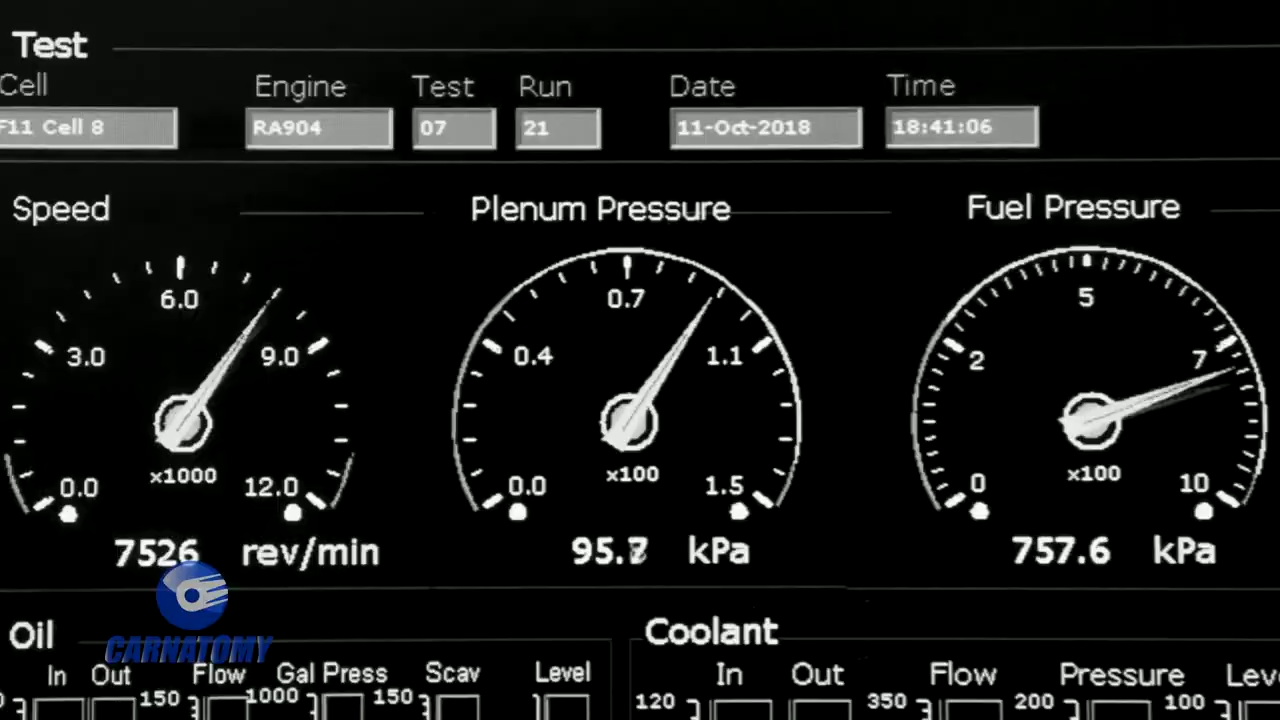 Test
Cell Engine Test Run Date Time
F11 Cell 8 RA904 07 21 11-Oct-2018 18:41:06
Speed Plenum Pressure Fuel Pressure
6.0 0.7 5
3.0 9.0 0.4 1.1 2 7
x1000 x100 x100
0.0 12.0 0.0 1.5 0 10
7526 rev/min kPa 757.6 kPa
CARNATOMY
Oil Coolant
In Out Flow Gal Press Scav Level In Out Flow Pressure
150 1000 150 120 350 200 100